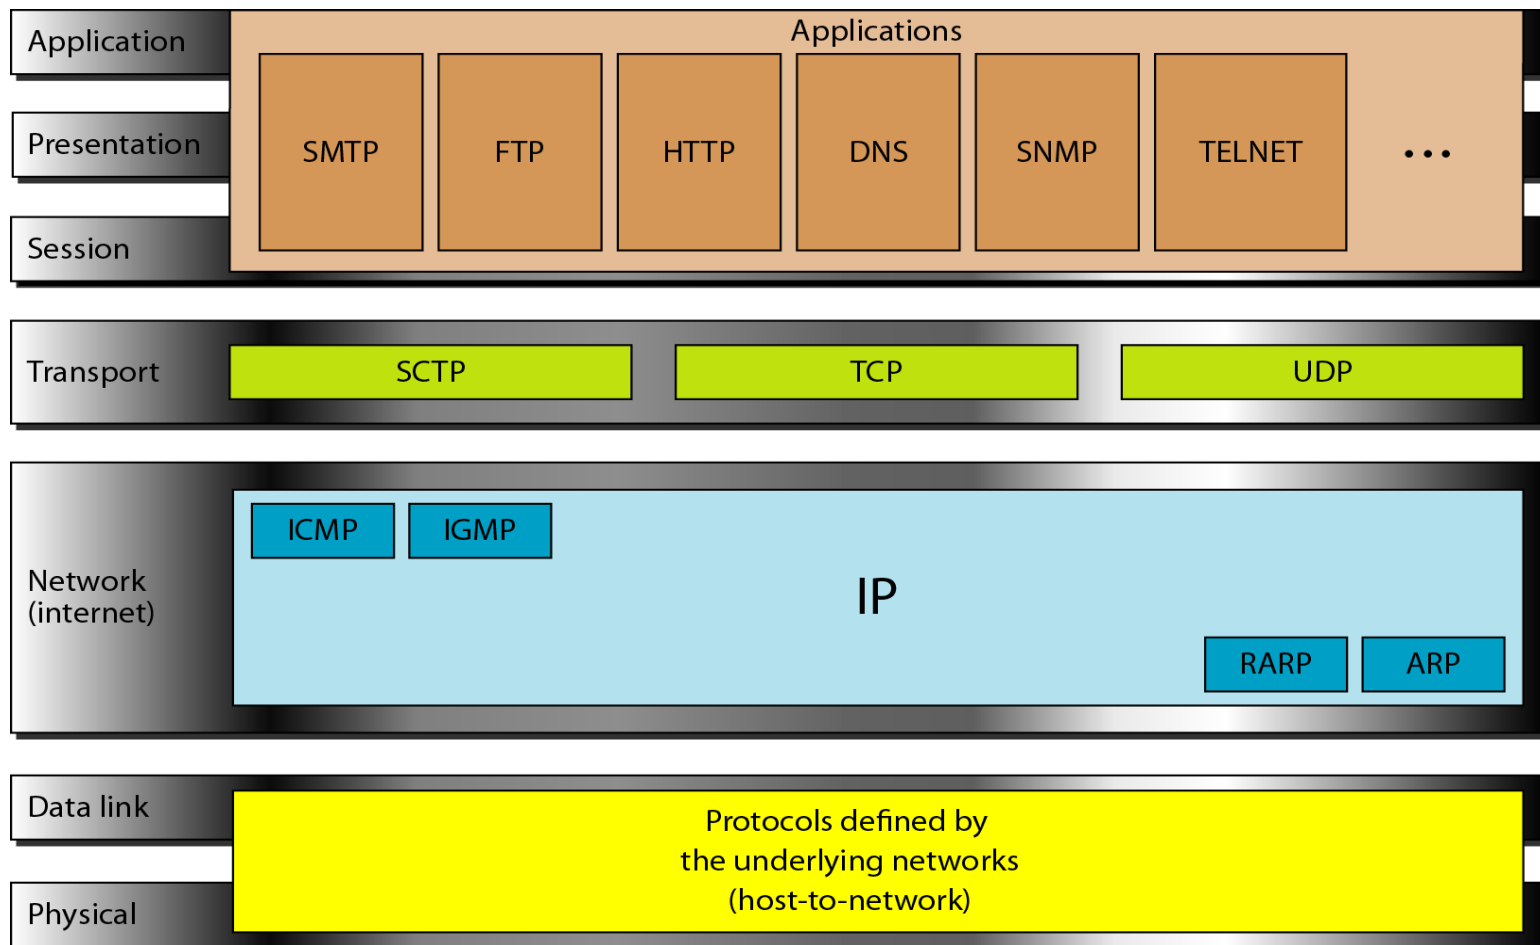 Application
Applications
Presentation
SMTP
FTP
HTTP
DNS
SNMP
TELNET
...
Session
Transport
SCTP
TCP
UDP
Network
(internet)
ICMP
IGMP
IP
RARP
ARP
Data link
Protocols defined by
the underlying networks
(host-to-network)
Physical